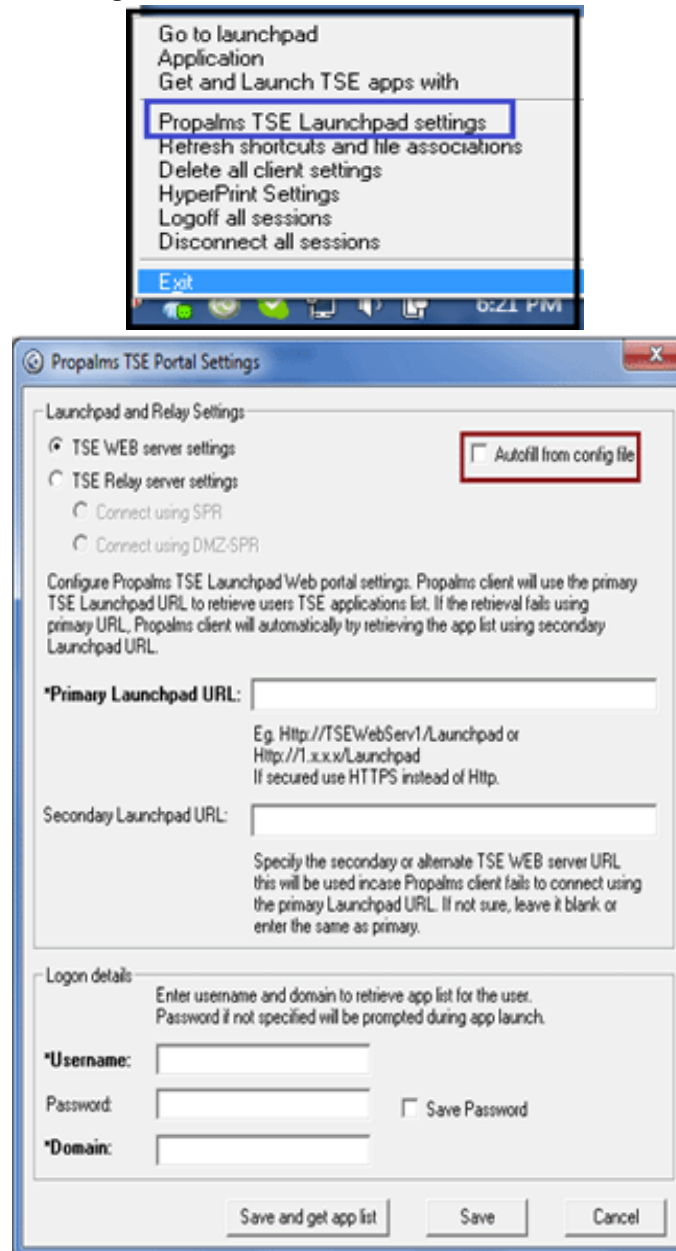 Go to launchpad
Application
Get and Launch TSE apps with
Propalms TSE Launchpad settings
Refresh shortcuts and file associations
Delete all client settings
HyperPrint Settings
Logoff all sessions
Disconnect all sessions
Exit
6:21 PM
Propalms TSE Portal Settings
Launchpad and Relay Settings
TSE WEB server settings
Autofill from config file
TSE Relay server settings
Connect using SPR
Connect using DMZ-SPR
Configure Propalms TSE Launchpad Web portal settings. Propalms client will use the primary
TSE Launchpad URL to retrieve users TSE applications list. If the retrieval fails using
primary URL, Propalms client will automatically try retrieving the app list using secondary
Launchpad URL.
*Primary Launchpad URL:
Eg. Http://TSEWebServ1/Launchpad or
Http://1.x.x.x/Launchpad
If secured use HTTPS instead of Http.
Secondary Launchpad URL:
Specify the secondary or alternate TSE WEB server URL
this will be used incase Propalms client fails to connect using
the primary Launchpad URL. If not sure, leave it blank or
enter the same as primary.
Logon details
Enter username and domain to retrieve app list for the user.
Password if not specified will be prompted during app launch.
*Username:
Password:
Save Password
*Domain:
Save and get app list
Save
Cancel